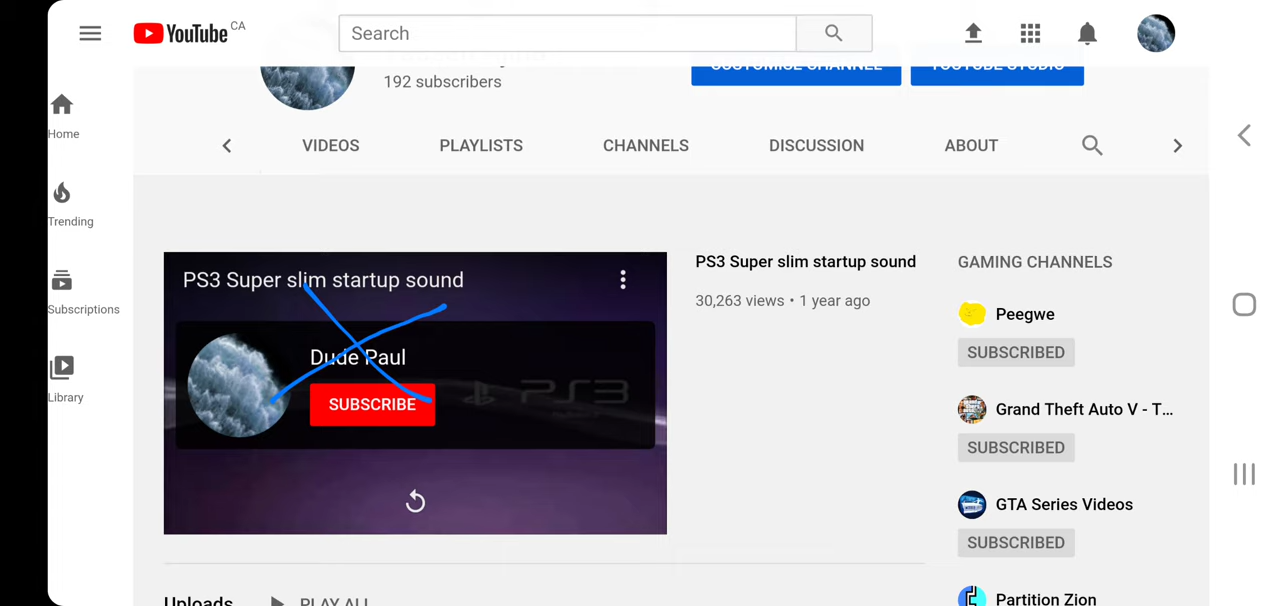 YouTube CA
Search
192 subscribers
CUSTOMISE CHANNEL
YOUTUBE STUDIO
VIDEOS
PLAYLISTS
CHANNELS
DISCUSSION
ABOUT
Home
Trending
Subscriptions
Library
PS3 Super slim startup sound
Dude Paul
SUBSCRIBE
PS3
PS3 Super slim startup sound
30,263 views • 1 year ago
GAMING CHANNELS
Peegwe
SUBSCRIBED
Grand Theft Auto V - T...
SUBSCRIBED
GTA Series Videos
SUBSCRIBED
Partition Zion
Uploads
PLAY ALL